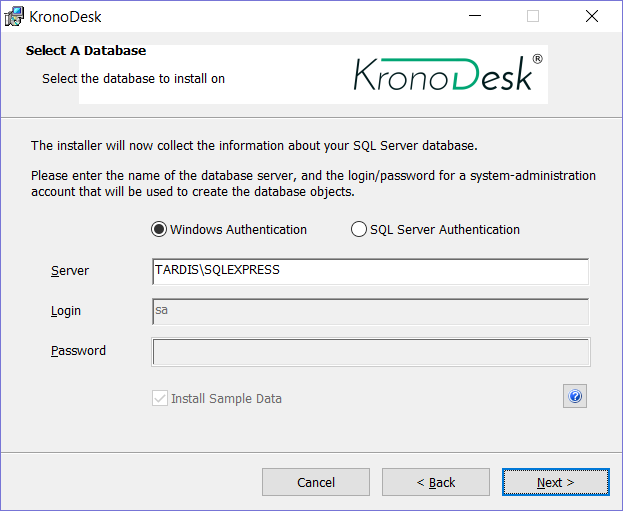 KronoDesk
Select A Database
Select the database to install on
KronoDesk®
The installer will now collect the information about your SQL Server database.
Please enter the name of the database server, and the login/password for a system-administration
account that will be used to create the database objects.
Windows Authentication
SQL Server Authentication
Server
TARDIS\SQLEXPRESS
Login
sa
Password
Install Sample Data
?
Cancel
< Back
Next >